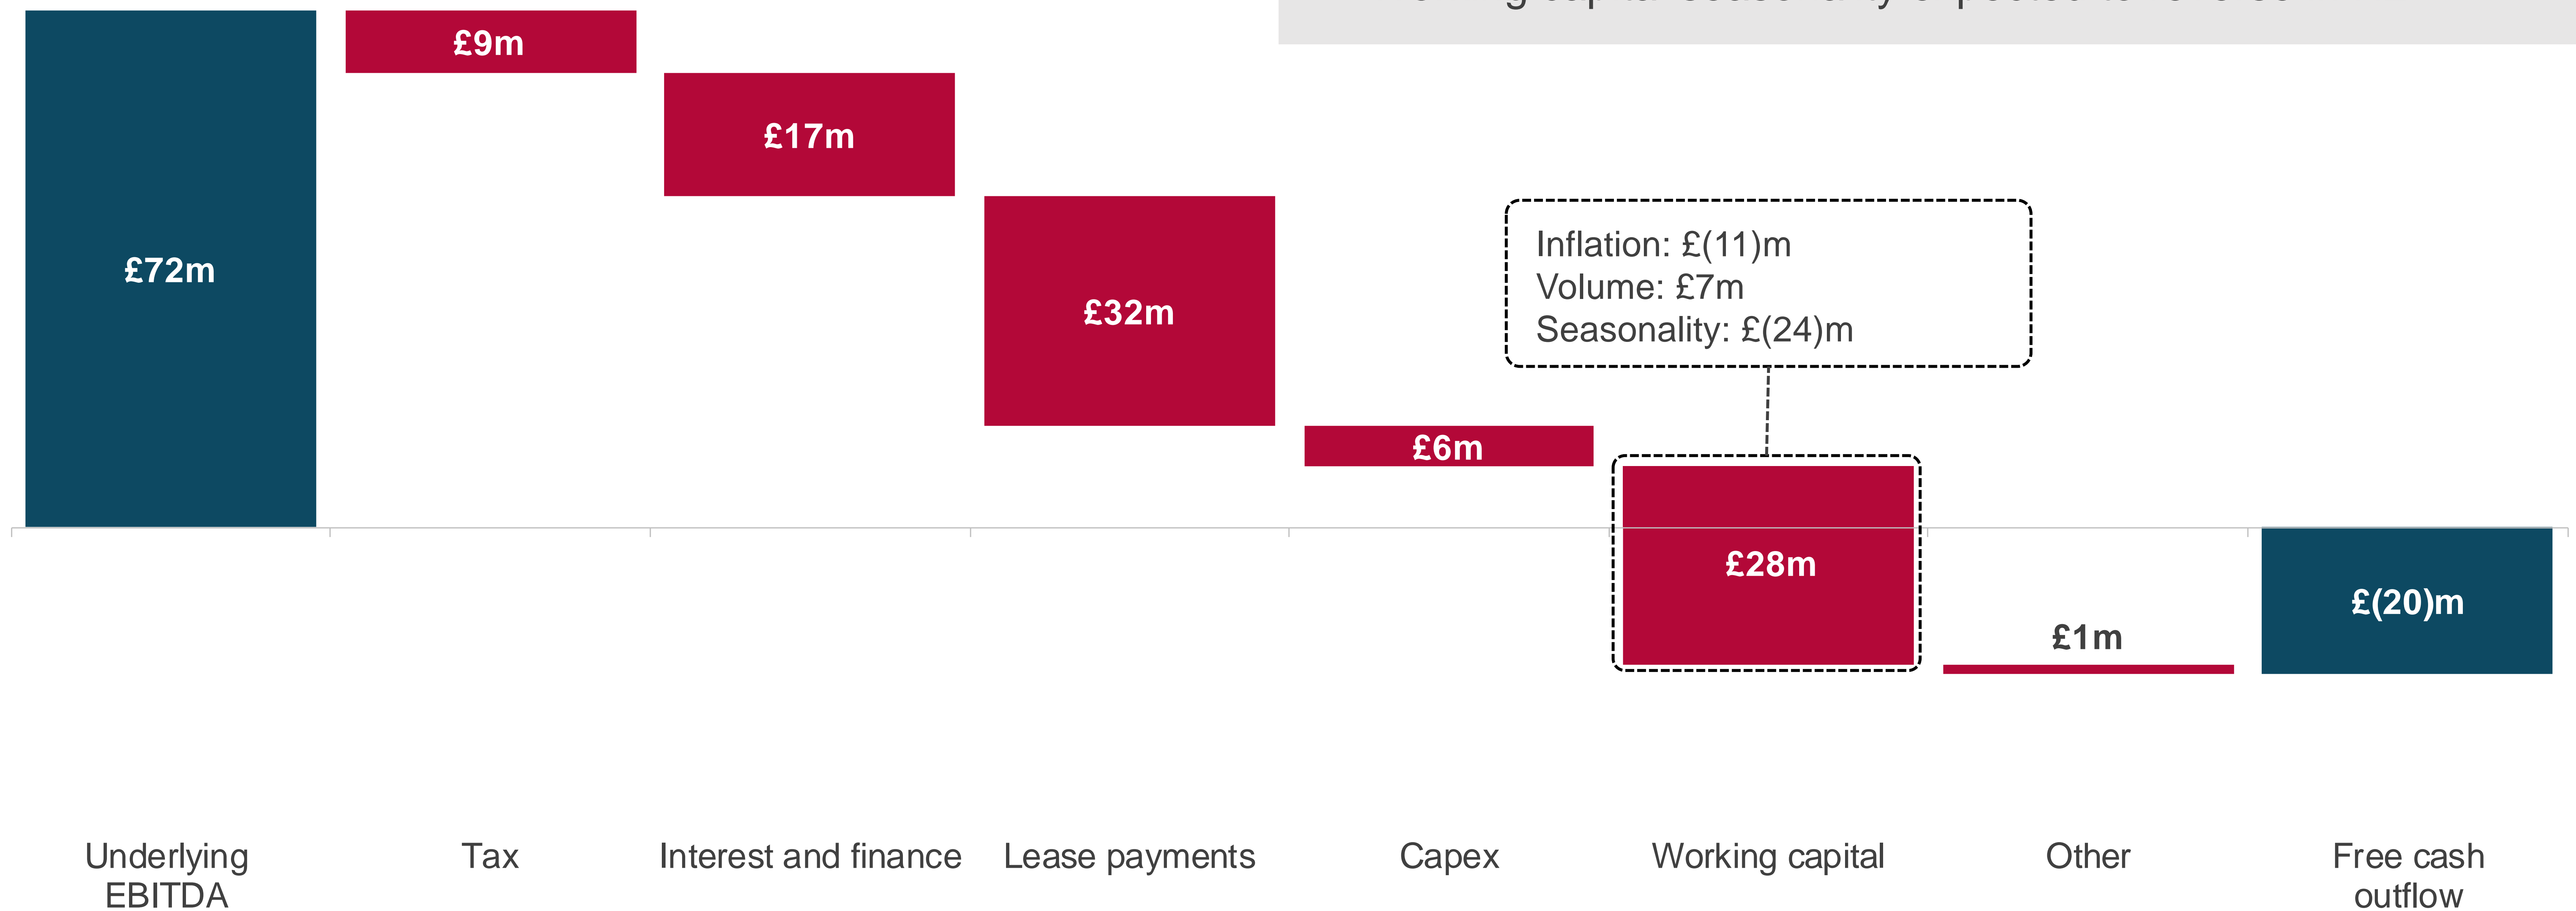 £9m
£17m
£72m
£32m
Inflation: £(11)m
Volume: £7m
Seasonality: £(24)m
£6m
£28m
£(20)m
£1m
Underlying
EBITDA
Tax
Interest and finance
Lease payments
Capex
Working capital
Other
Free cash
outflow